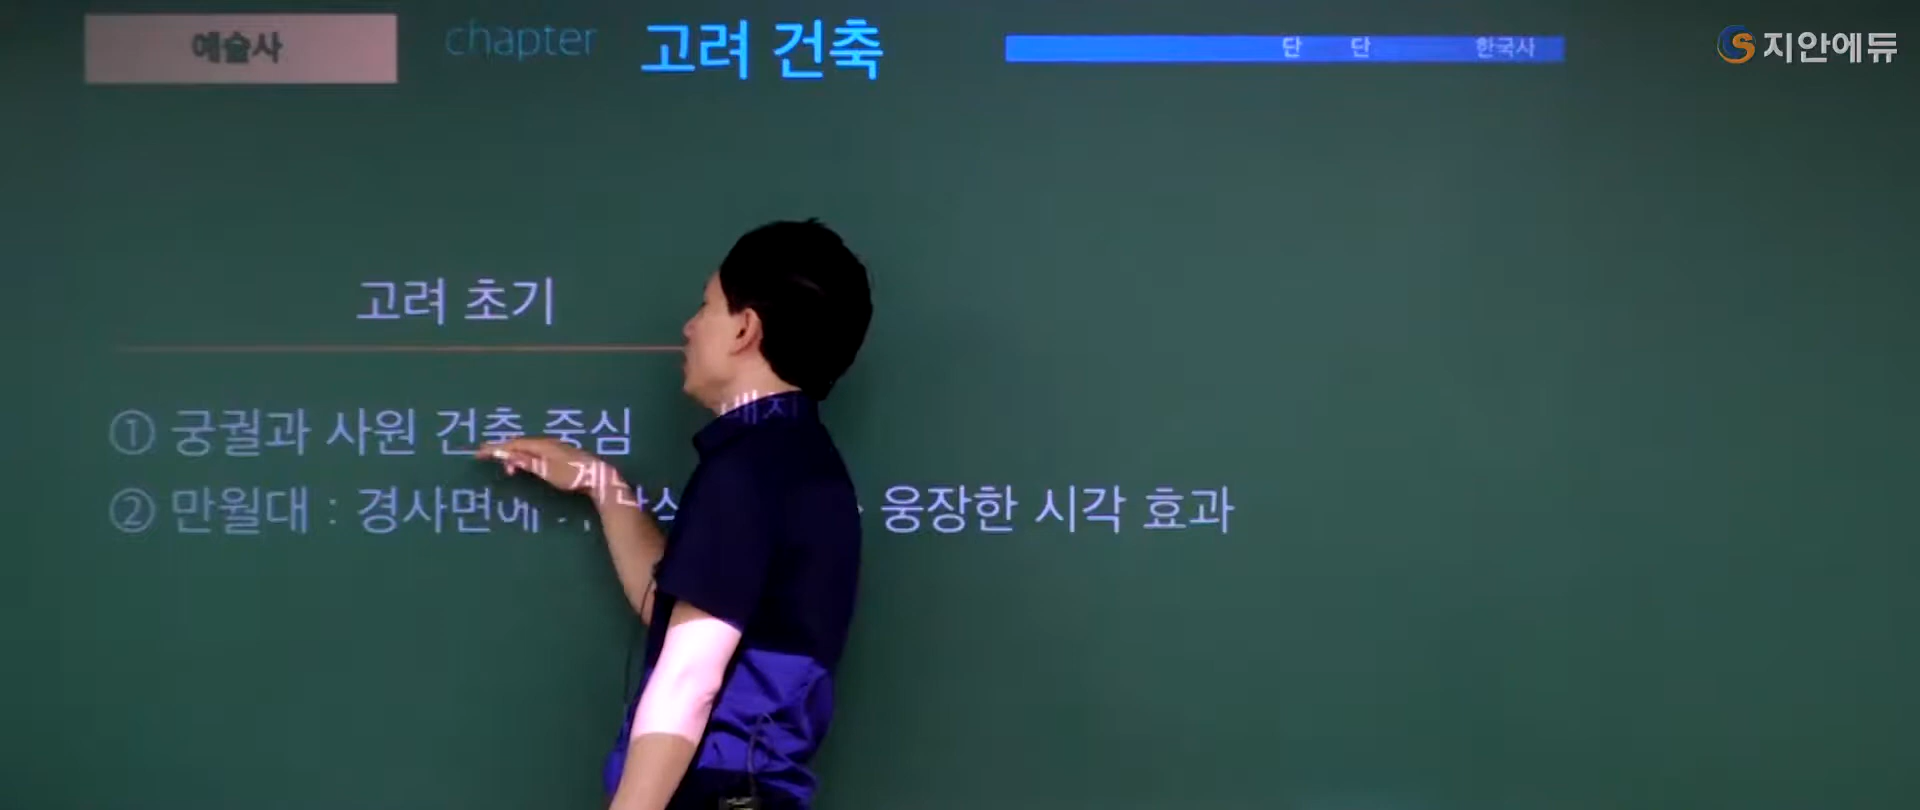 예술사
chapter 고려 건축
단 단 한국사
지안에듀
고려 초기
① 궁궐과 사원 건축 중심
② 만월대 : 경사면에 웅장한 시각 효과